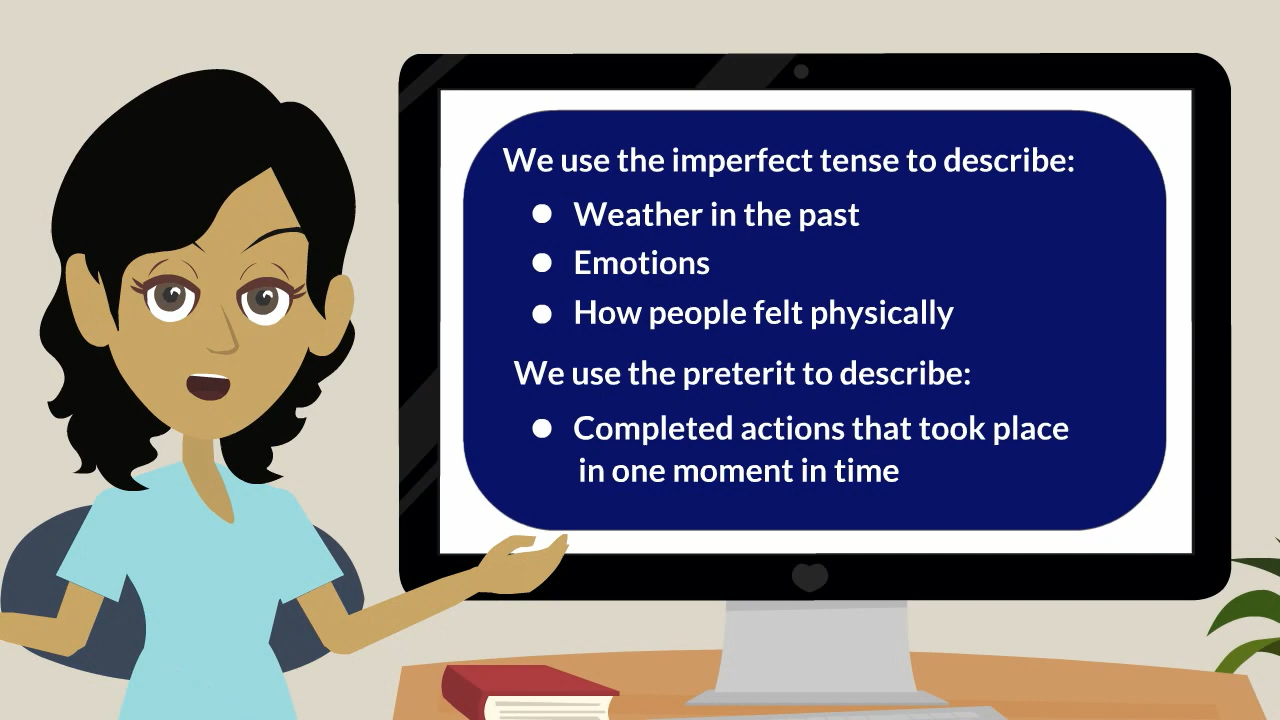 We use the imperfect tense to describe:
● Weather in the past
● Emotions
● How people felt physically
We use the preterit to describe:
● Completed actions that took place
in one moment in time